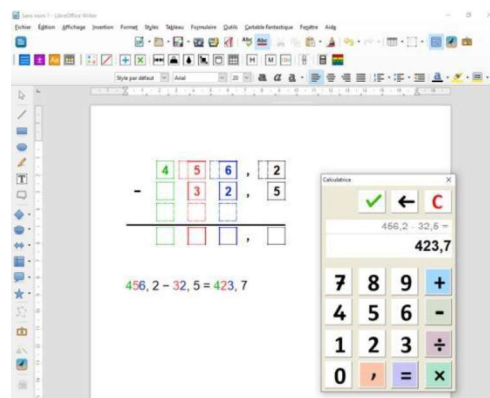 Sans nom 1 - LibreOffice Writer
Fichier Édition Affichage Insertion Format Styles Tableau Formulaire Outils Cartable Fantastique Fenêtre Aide
Style par défaut Arial 20
4 5 6 , 2
- 3 2 , 5
,
456, 2 – 32, 5 = 423, 7
Calculatrice
C
456,2 - 32,5 =
423,7
7 8 9 +
4 5 6 -
1 2 3 ÷
0 , = ×